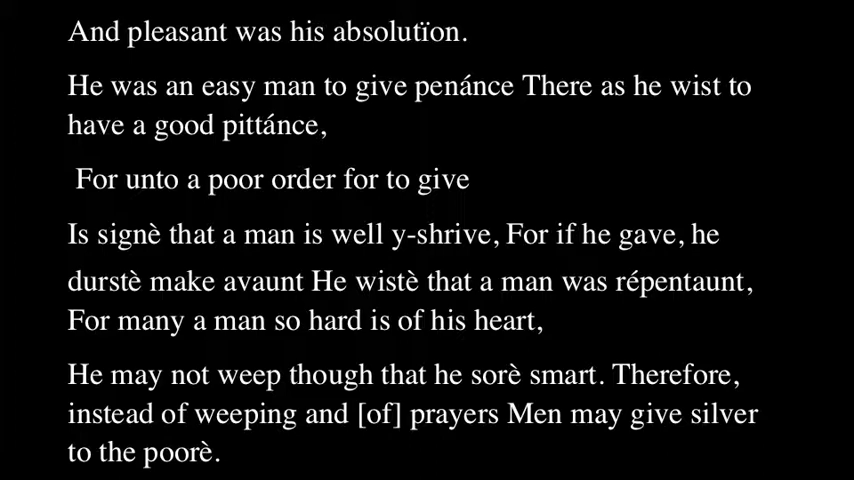 And pleasant was his absolutïon.
He was an easy man to give penánce There as he wist to
have a good pittánce,
For unto a poor order for to give
Is signè that a man is well y-shrive, For if he gave, he
durstè make avaunt He wistè that a man was répentaunt,
For many a man so hard is of his heart,
He may not weep though that he sorè smart. Therefore,
instead of weeping and [of] prayers Men may give silver
to the poorè.